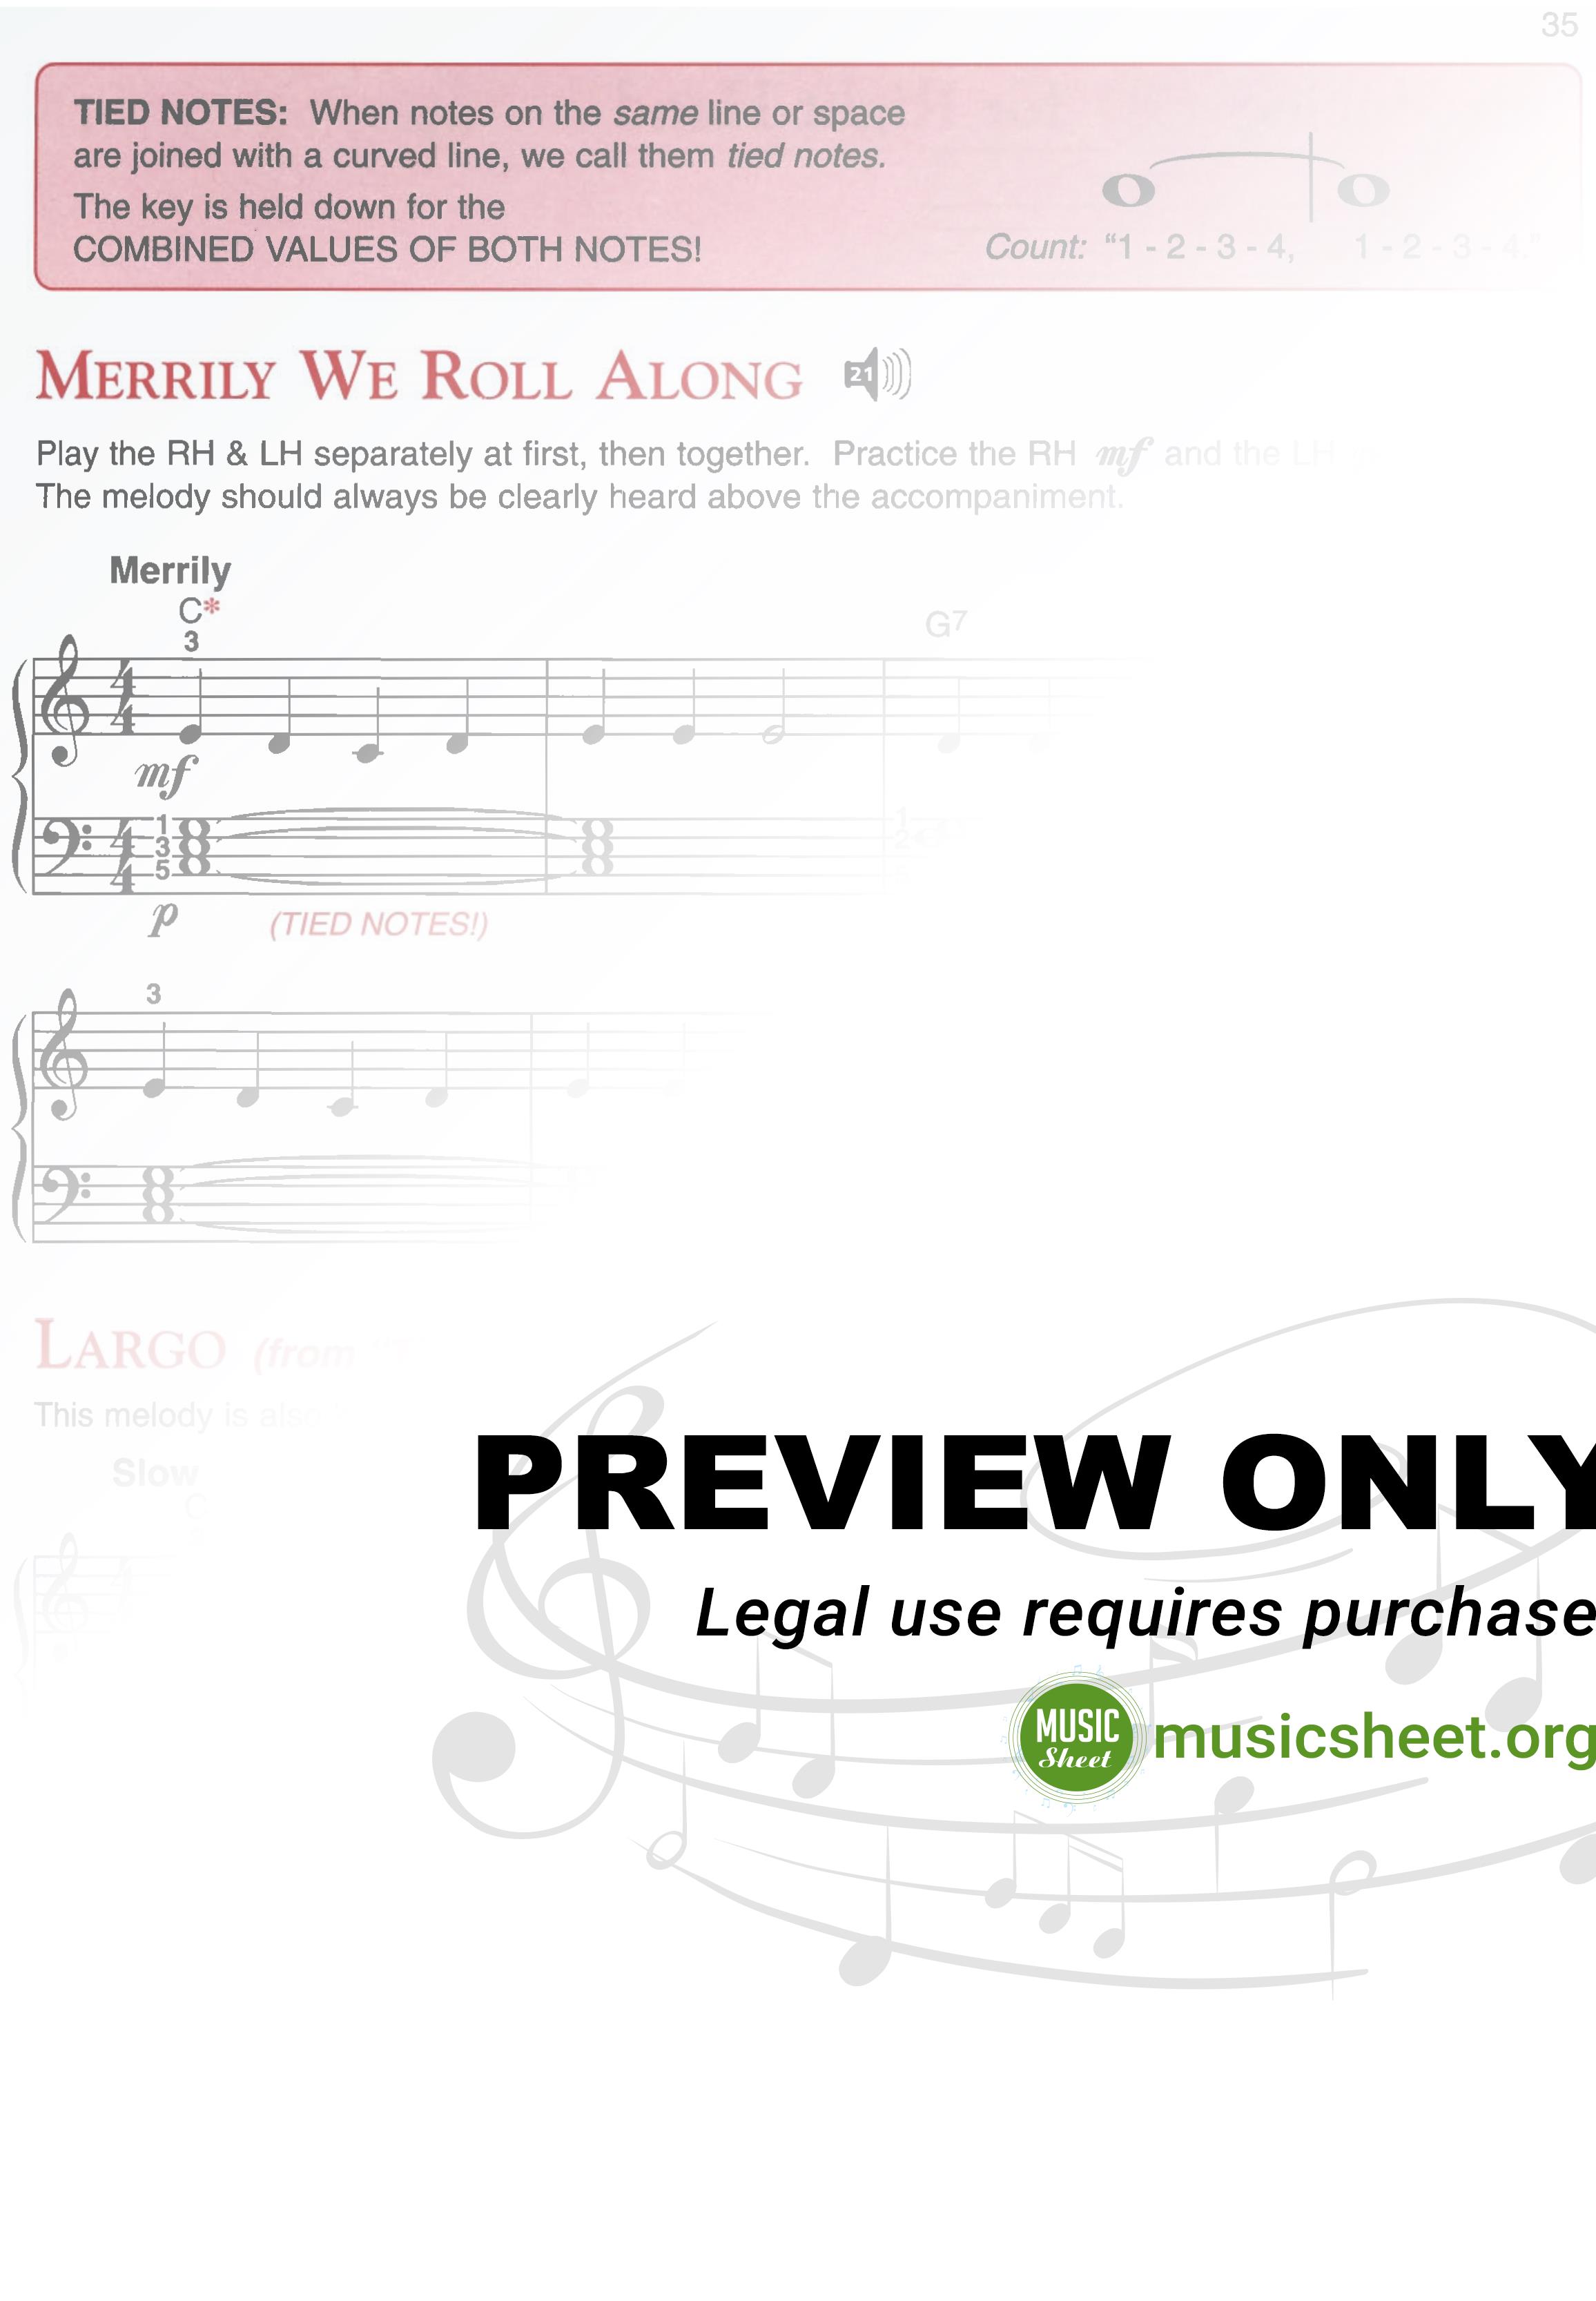 35
TIED NOTES: When notes on the same line or space
are joined with a curved line, we call them tied notes.
The key is held down for the
COMBINED VALUES OF BOTH NOTES!
Count: “1 - 2 - 3 - 4, 1 - 2 - 3 - 4.”
MERRILY WE ROLL ALONG 21
Play the RH & LH separately at first, then together. Practice the RH mf and the LH
The melody should always be clearly heard above the accompaniment.
Merrily
C* G7
3
4
4
mf
1 1
3 2
5
4
4
p (TIED NOTES!)
3
LARGO (from
This melody is also
Slow
C
PREVIEW ONLY
Legal use requires purchase
MUSIC
Sheet
musicsheet.org